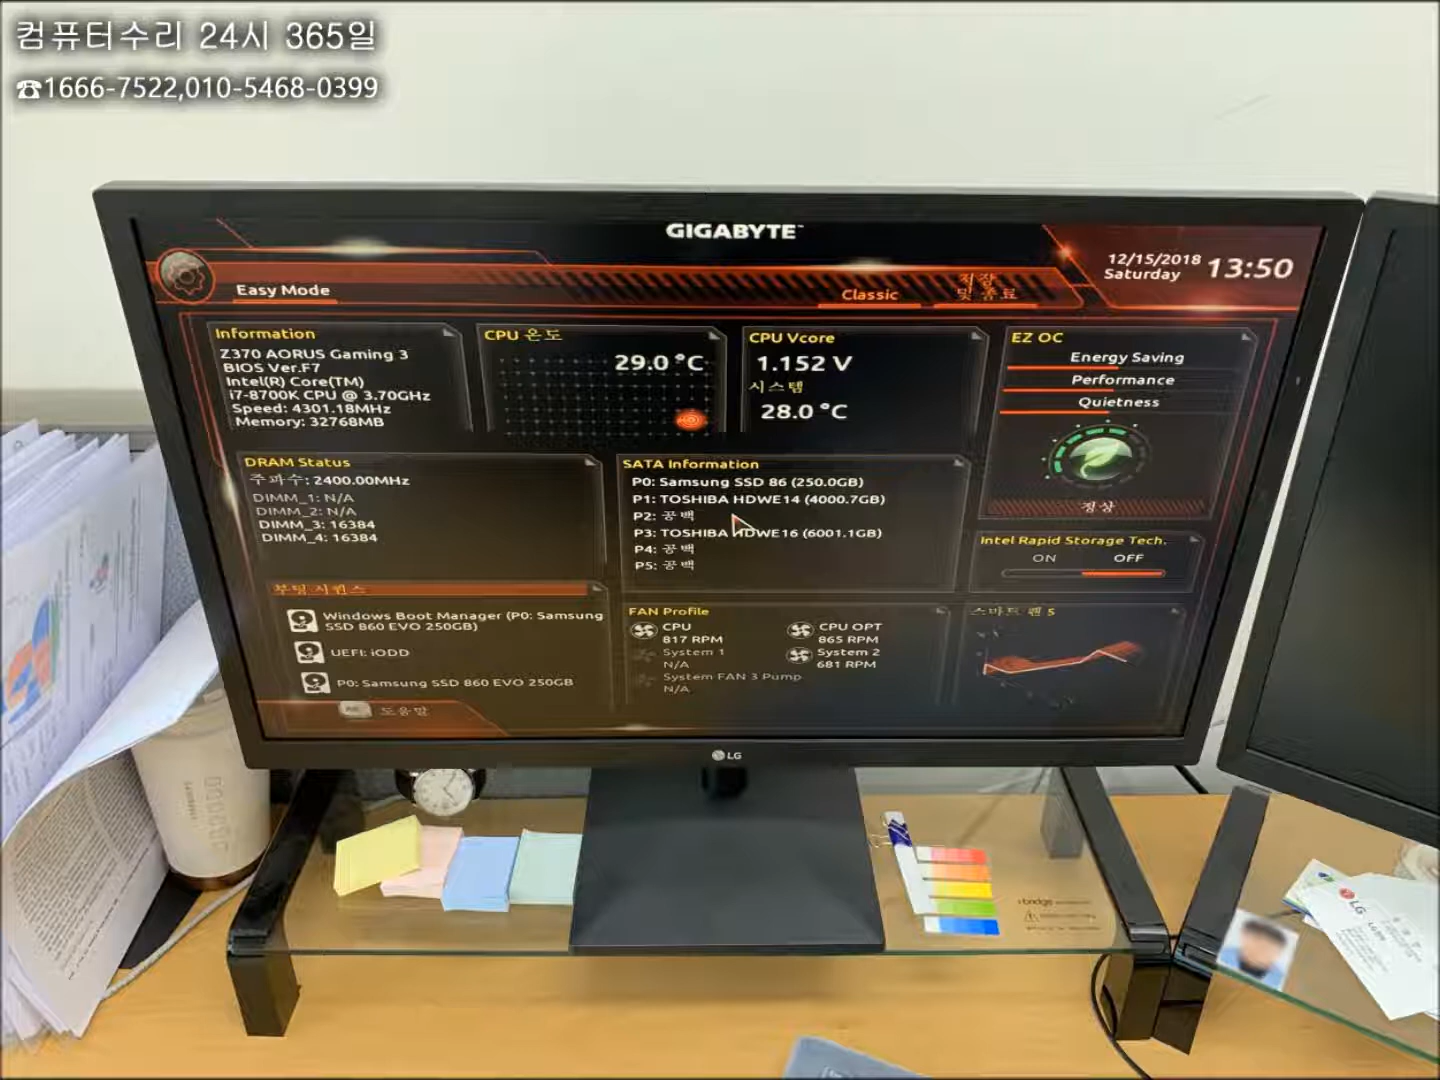 컴퓨터수리 24시 365일
☎1666-7522,010-5468-0399
GIGABYTE™
12/15/2018
Saturday
13:50
Easy Mode
Classic
저장
및 종료
Information
Z370 AORUS Gaming 3
BIOS Ver.F7
Intel(R) Core(TM)
i7-8700K CPU @ 3.70GHz
Speed: 4301.18MHz
Memory: 32768MB
CPU 온도
29.0 °C
CPU Vcore
1.152 V
시스템
28.0 °C
EZ OC
Energy Saving
Performance
Quietness
정상
DRAM Status
주파수: 2400.00MHz
DIMM_1: N/A
DIMM_2: N/A
DIMM_3: 16384
DIMM_4: 16384
SATA Information
P0: Samsung SSD 86 (250.0GB)
P1: TOSHIBA HDWE14 (4000.7GB)
P2: 공백
P3: TOSHIBA HDWE16 (6001.1GB)
P4: 공백
P5: 공백
Intel Rapid Storage Tech.
ON OFF
부팅 시퀀스
Windows Boot Manager (P0: Samsung
SSD 860 EVO 250GB)
UEFI: iODD
P0: Samsung SSD 860 EVO 250GB
FAN Profile
CPU
817 RPM
CPU OPT
865 RPM
System 1
N/A
System 2
681 RPM
System FAN 3 Pump
N/A
스마트 팬 5
도움말
LG
bridge
LG